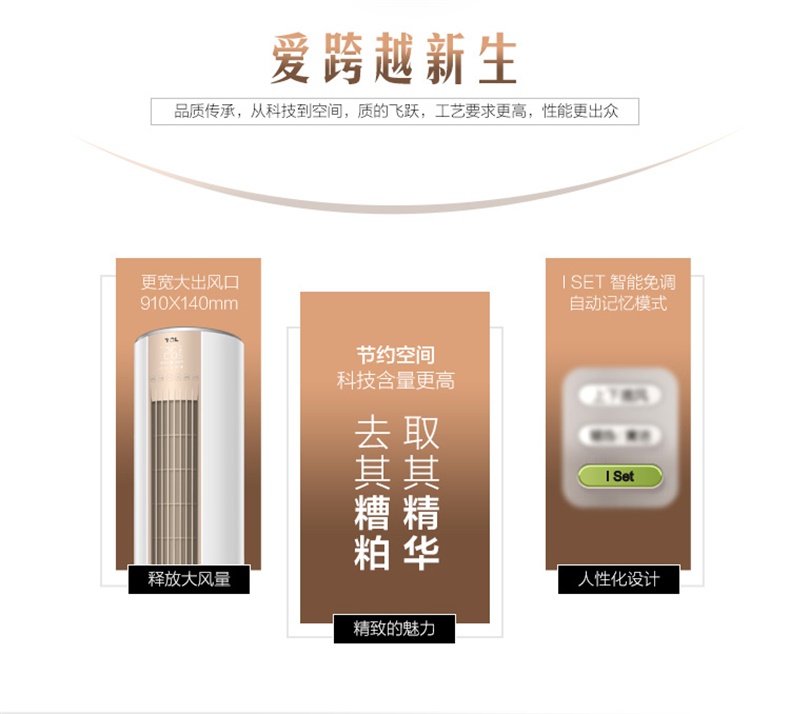 爱跨越新生
品质传承，从科技到空间，质的飞跃，工艺要求更高，性能更出众
更宽大出风口
910X140mm
TCL
释放大风量
节约空间
科技含量更高
取其精华
去其糟粕
精致的魅力
I SET 智能免调
自动记忆模式
I Set
人性化设计